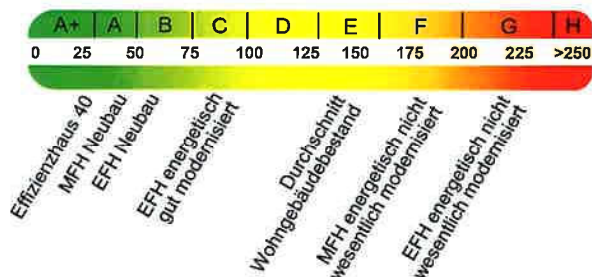 A+ A B C D E F G H
0 25 50 75 100 125 150 175 200 225 >250
Effizienzhaus 40
MFH Neubau
EFH Neubau
EFH energetisch
gut modernisiert
Durchschnitt
Wohngebäudebestand
MFH energetisch nicht
wesentlich modernisiert
EFH energetisch nicht
wesentlich modernisiert